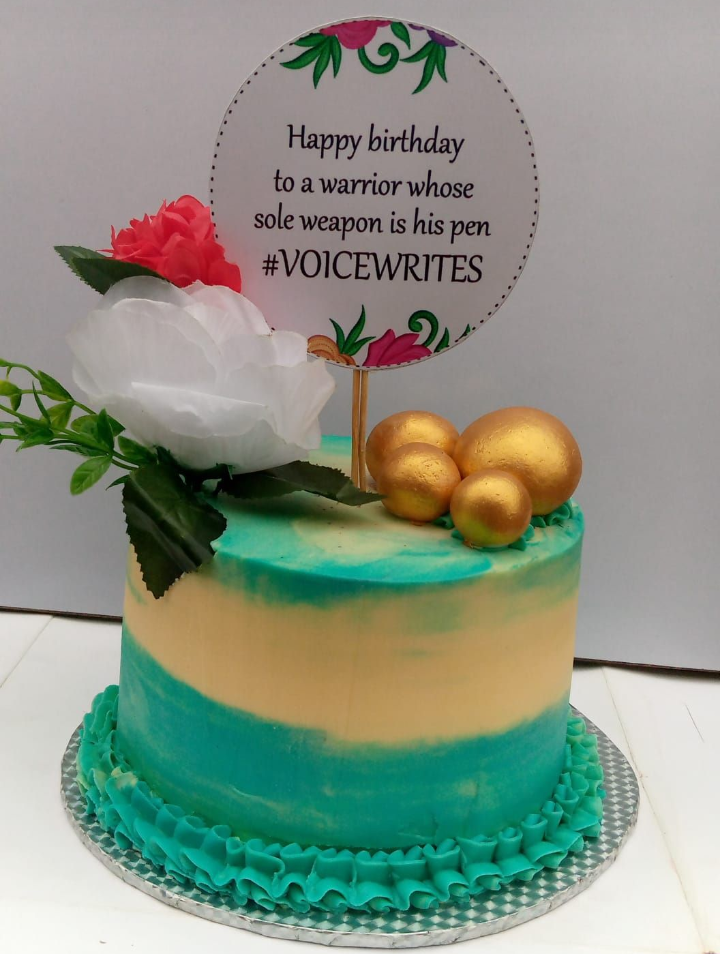 Happy birthday
to a warrior whose
sole weapon is his pen
#VOICEWRITES